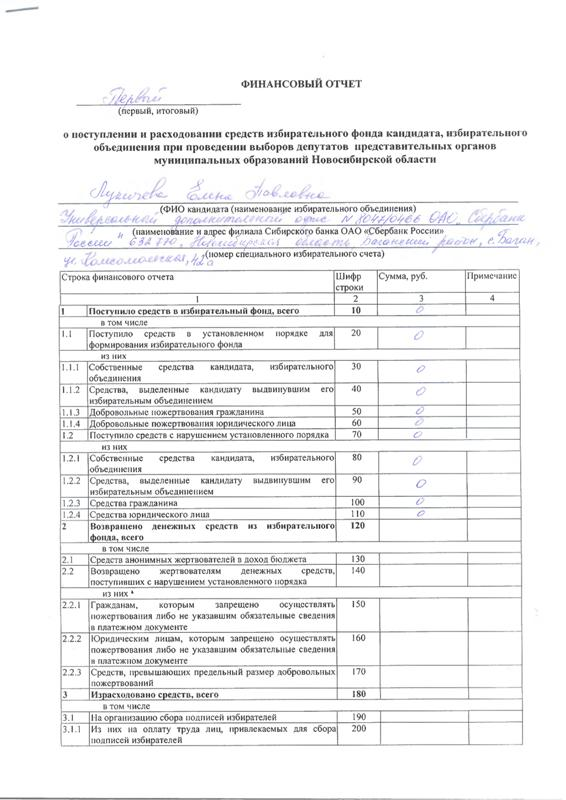 ФИНАНСОВЫЙ ОТЧЕТ
Первый
(первый, итоговый)
о поступлении и расходовании средств избирательного фонда кандидата, избирательного
объединения при проведении выборов депутатов представительных органов
муниципальных образований Новосибирской области
Лукичева Елена Павловна
(ФИО кандидата (наименование избирательного объединения)
Универсальный дополнительный офис N 8047/0466 ОАО „Сбербанк
(наименование и адрес филиала Сибирского банка ОАО «Сбербанк России»
России" 632770, Новосибирская область, Баганский район, с. Баган,
ул. Комсомольская, 42а (номер специального избирательного счета)
Строка финансового отчета Шифр строки Сумма, руб. Примечание
1 2 3 4
1 Поступило средств в избирательный фонд, всего 10 0
в том числе
1.1 Поступило средств в установленном порядке для 20 0
формирования избирательного фонда
из них
1.1.1 Собственные средства кандидата, избирательного 30 0
объединения
1.1.2 Средства, выделенные кандидату выдвинувшим его 40 0
избирательным объединением
1.1.3 Добровольные пожертвования гражданина 50 0
1.1.4 Добровольные пожертвования юридического лица 60 0
1.2 Поступило средств с нарушением установленного порядка 70 0
из них
1.2.1 Собственные средства кандидата, избирательного 80 0
объединения
1.2.2 Средства, выделенные кандидату выдвинувшим его 90 0
избирательным объединением
1.2.3 Средства гражданина 100 0
1.2.4 Средства юридического лица 110 0
2 Возвращено денежных средств из избирательного 120
фонда, всего
в том числе
2.1 Средств анонимных жертвователей в доход бюджета 130
2.2 Возвращено жертвователям денежных средств, 140
поступивших с нарушением установленного порядка
из них
2.2.1 Гражданам, которым запрещено осуществлять 150
пожертвования либо не указавшим обязательные сведения
в платежном документе
2.2.2 Юридическим лицам, которым запрещено осуществлять 160
пожертвования либо не указавшим обязательные сведения
в платежном документе
2.2.3 Средств, превышающих предельный размер добровольных 170
пожертвований
3 Израсходовано средств, всего 180
в том числе
3.1 На организацию сбора подписей избирателей 190
3.1.1 Из них на оплату труда лиц, привлекаемых для сбора 200
подписей избирателей